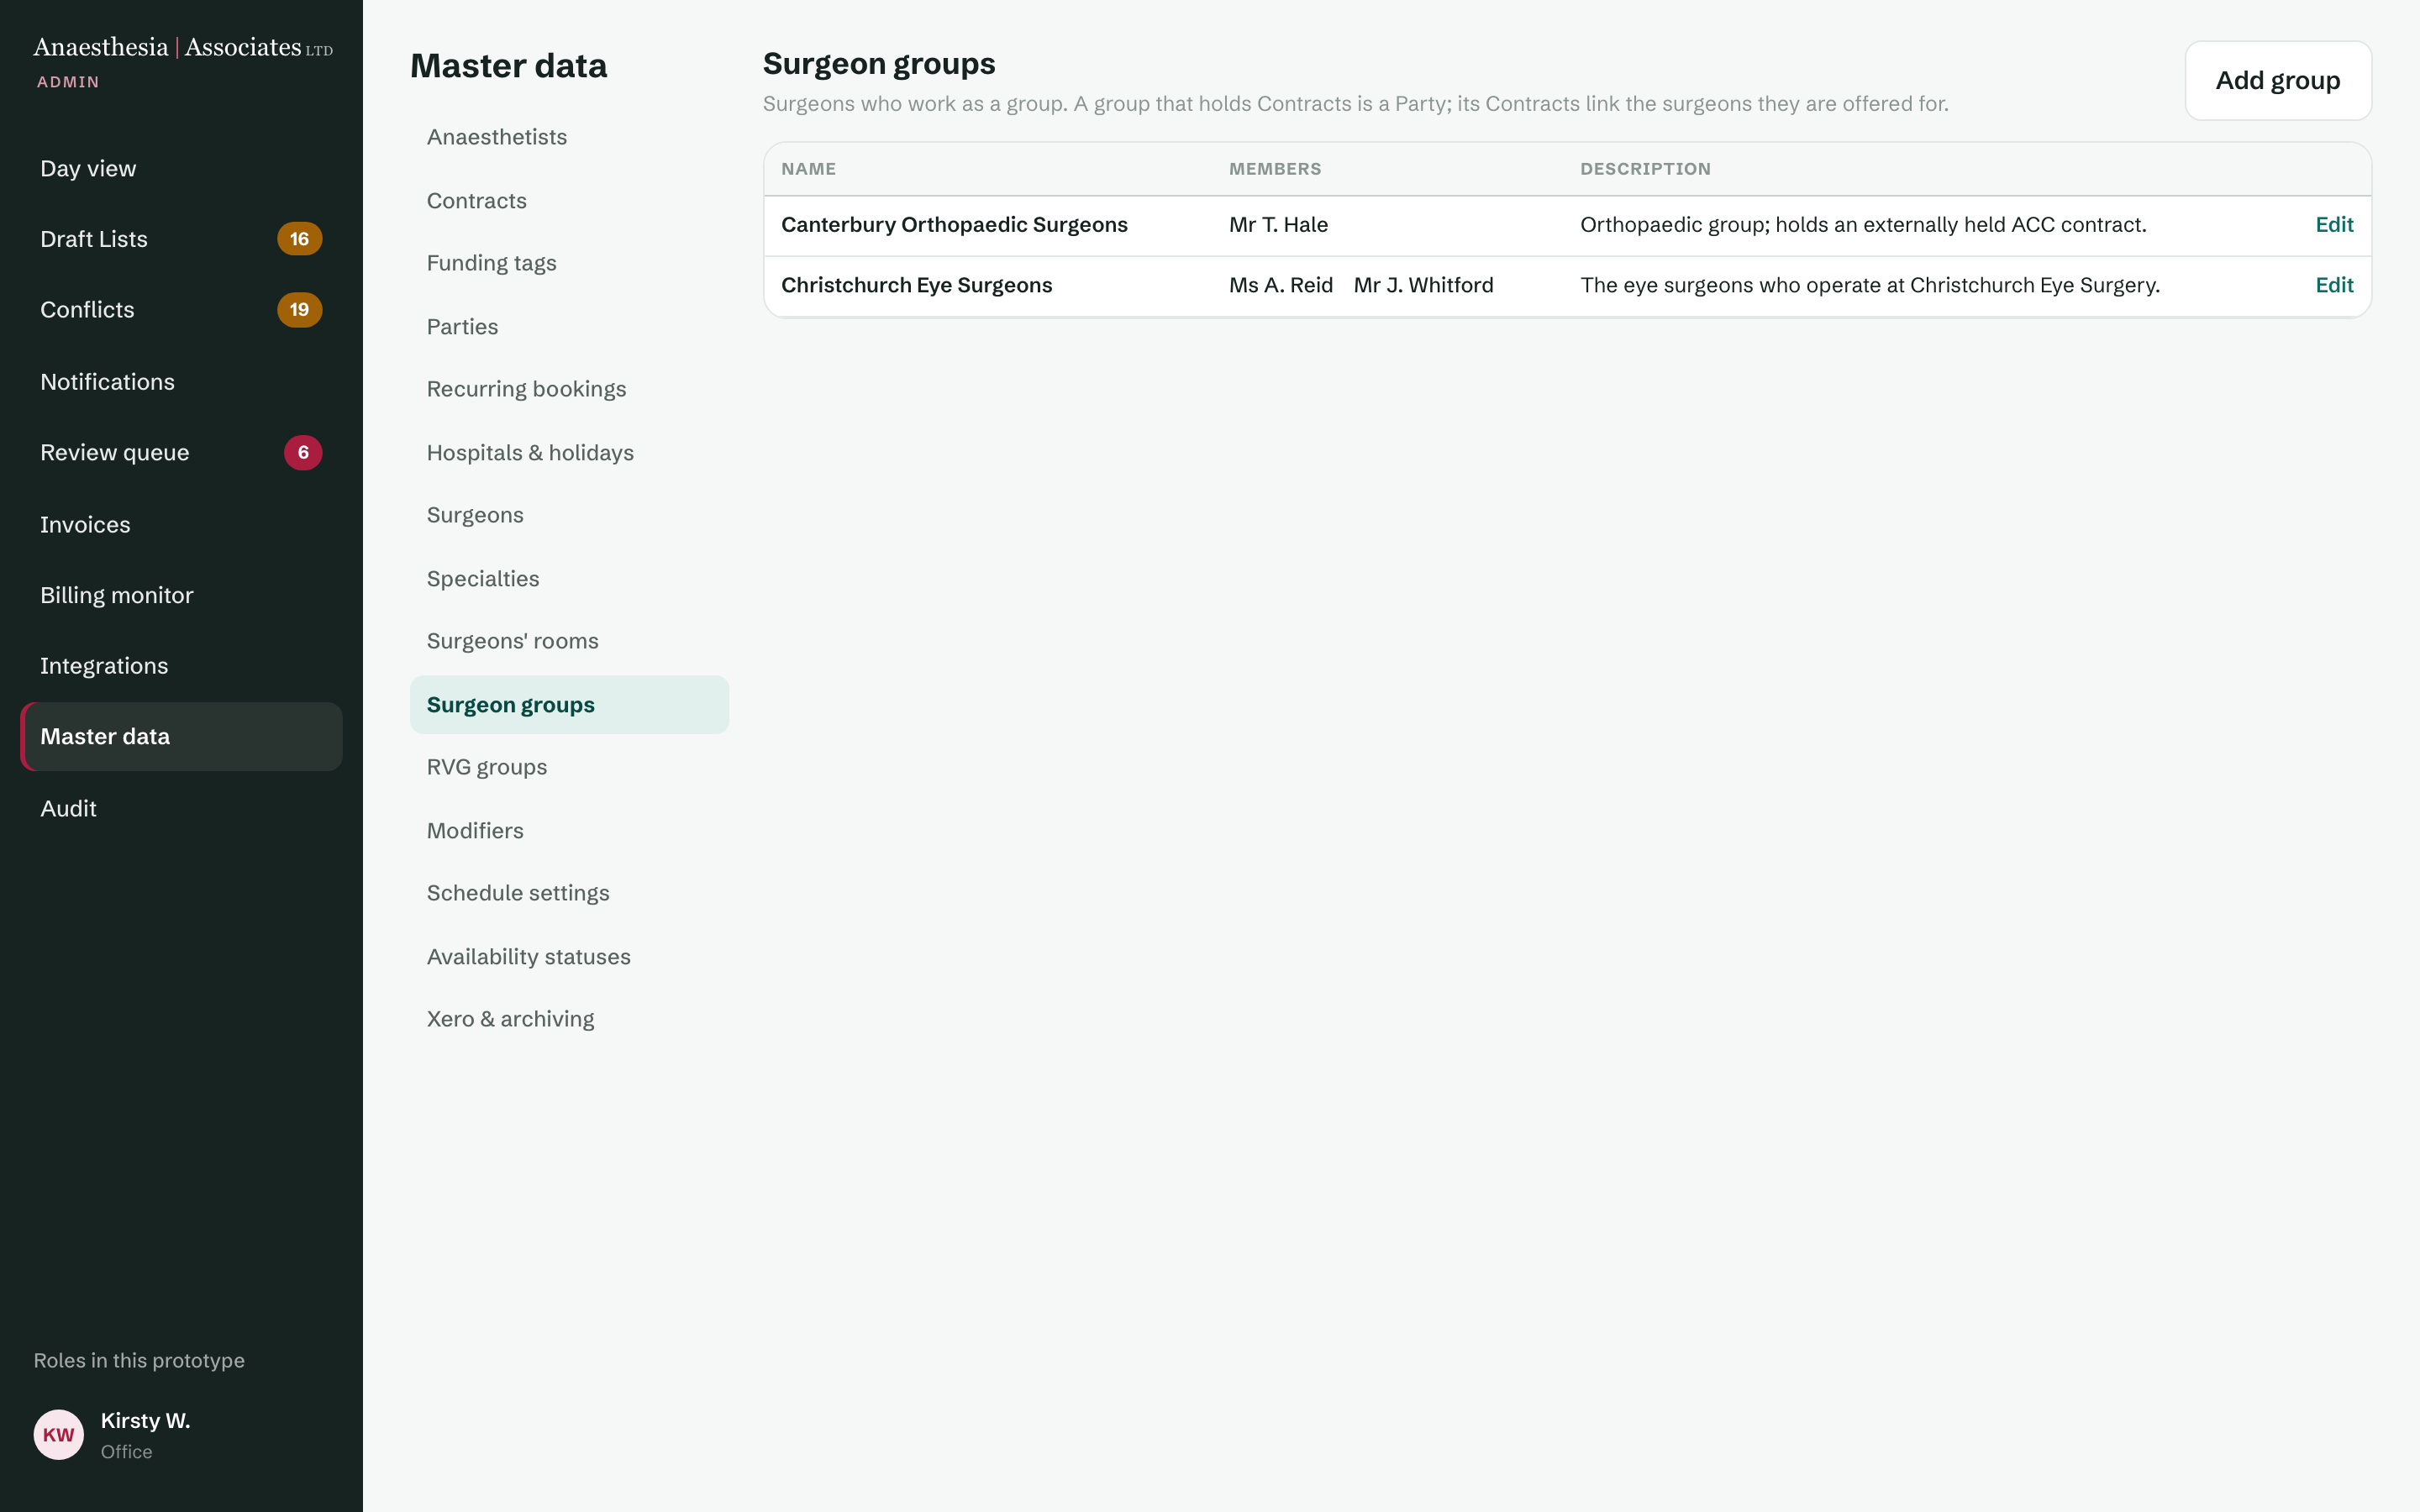 Anaesthesia | Associates LTD
ADMIN
Day view
Draft Lists 16
Conflicts 19
Notifications
Review queue 6
Invoices
Billing monitor
Integrations
Master data
Audit
Roles in this prototype
KW
Kirsty W.
Office
Master data
Anaesthetists
Contracts
Funding tags
Parties
Recurring bookings
Hospitals & holidays
Surgeons
Specialties
Surgeons' rooms
Surgeon groups
RVG groups
Modifiers
Schedule settings
Availability statuses
Xero & archiving
Surgeon groups
Surgeons who work as a group. A group that holds Contracts is a Party; its Contracts link the surgeons they are offered for.
Add group
NAME MEMBERS DESCRIPTION
Canterbury Orthopaedic Surgeons Mr T. Hale Orthopaedic group; holds an externally held ACC contract. Edit
Christchurch Eye Surgeons Ms A. Reid Mr J. Whitford The eye surgeons who operate at Christchurch Eye Surgery. Edit